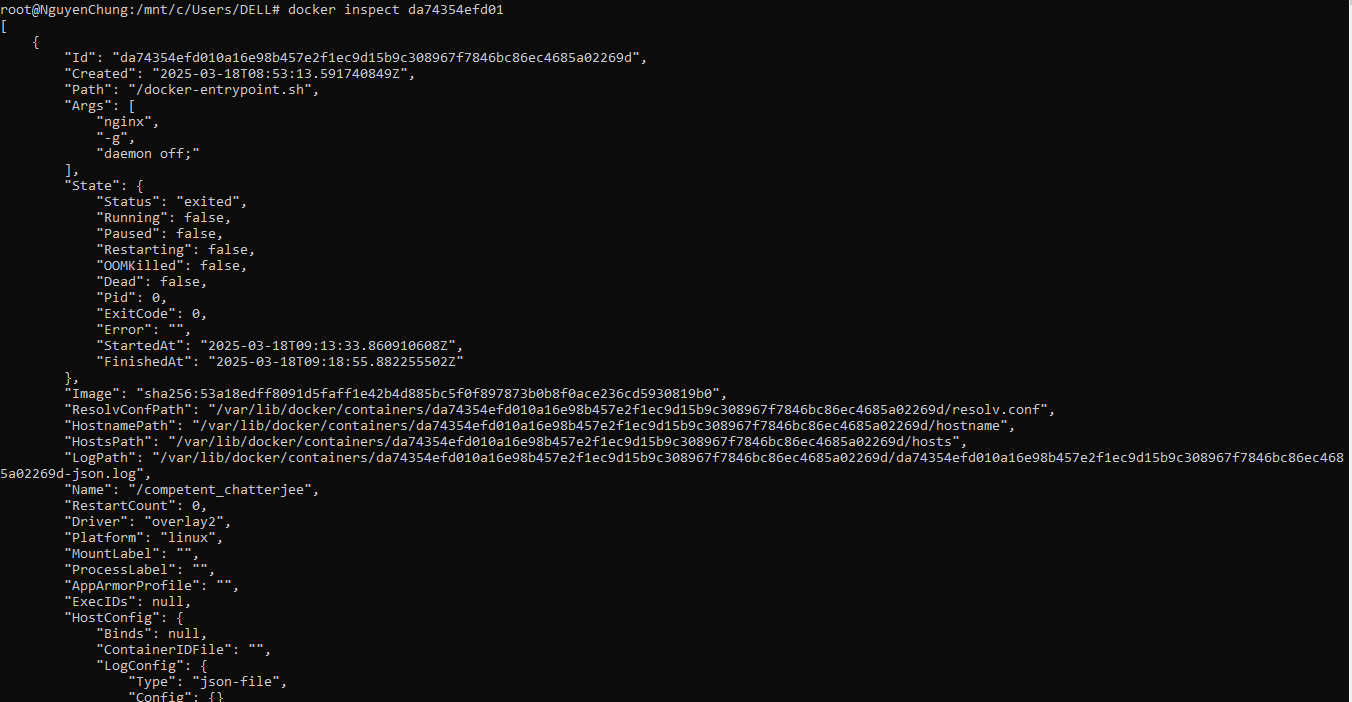 root@NguyenChung:/mnt/c/Users/DELL# docker inspect da74354efd01
[
    {
        "Id": "da74354efd010a16e98b457e2f1ec9d15b9c308967f7846bc86ec4685a02269d",
        "Created": "2025-03-18T08:53:13.591740849Z",
        "Path": "/docker-entrypoint.sh",
        "Args": [
            "nginx",
            "-g",
            "daemon off;"
        ],
        "State": {
            "Status": "exited",
            "Running": false,
            "Paused": false,
            "Restarting": false,
            "OOMKilled": false,
            "Dead": false,
            "Pid": 0,
            "ExitCode": 0,
            "Error": "",
            "StartedAt": "2025-03-18T09:13:33.860910608Z",
            "FinishedAt": "2025-03-18T09:18:55.882255502Z"
        },
        "Image": "sha256:53a18edff8091d5faff1e42b4d885bc5f0f897873b0b8f0ace236cd5930819b0",
        "ResolvConfPath": "/var/lib/docker/containers/da74354efd010a16e98b457e2f1ec9d15b9c308967f7846bc86ec4685a02269d/resolv.conf",
        "HostnamePath": "/var/lib/docker/containers/da74354efd010a16e98b457e2f1ec9d15b9c308967f7846bc86ec4685a02269d/hostname",
        "HostsPath": "/var/lib/docker/containers/da74354efd010a16e98b457e2f1ec9d15b9c308967f7846bc86ec4685a02269d/hosts",
        "LogPath": "/var/lib/docker/containers/da74354efd010a16e98b457e2f1ec9d15b9c308967f7846bc86ec4685a02269d/da74354efd010a16e98b457e2f1ec9d15b9c308967f7846bc86ec468
5a02269d-json.log",
        "Name": "/competent_chatterjee",
        "RestartCount": 0,
        "Driver": "overlay2",
        "Platform": "linux",
        "MountLabel": "",
        "ProcessLabel": "",
        "AppArmorProfile": "",
        "ExecIDs": null,
        "HostConfig": {
            "Binds": null,
            "ContainerIDFile": "",
            "LogConfig": {
                "Type": "json-file",
                "Config": {}